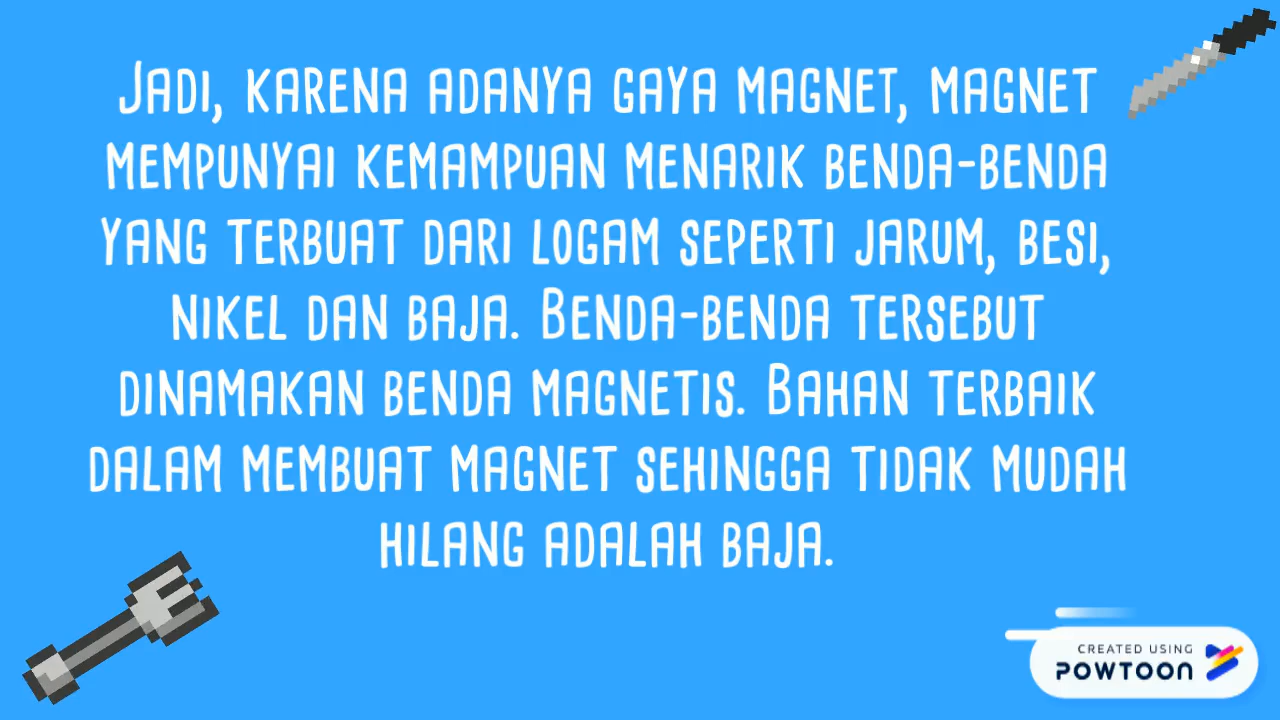 Jadi, karena adanya gaya magnet, magnet
mempunyai kemampuan menarik benda-benda
yang terbuat dari logam seperti jarum, besi,
nikel dan baja. Benda-benda tersebut
dinamakan benda magnetis. Bahan terbaik
dalam membuat magnet sehingga tidak mudah
hilang adalah baja.
CREATED USING
POWTOON